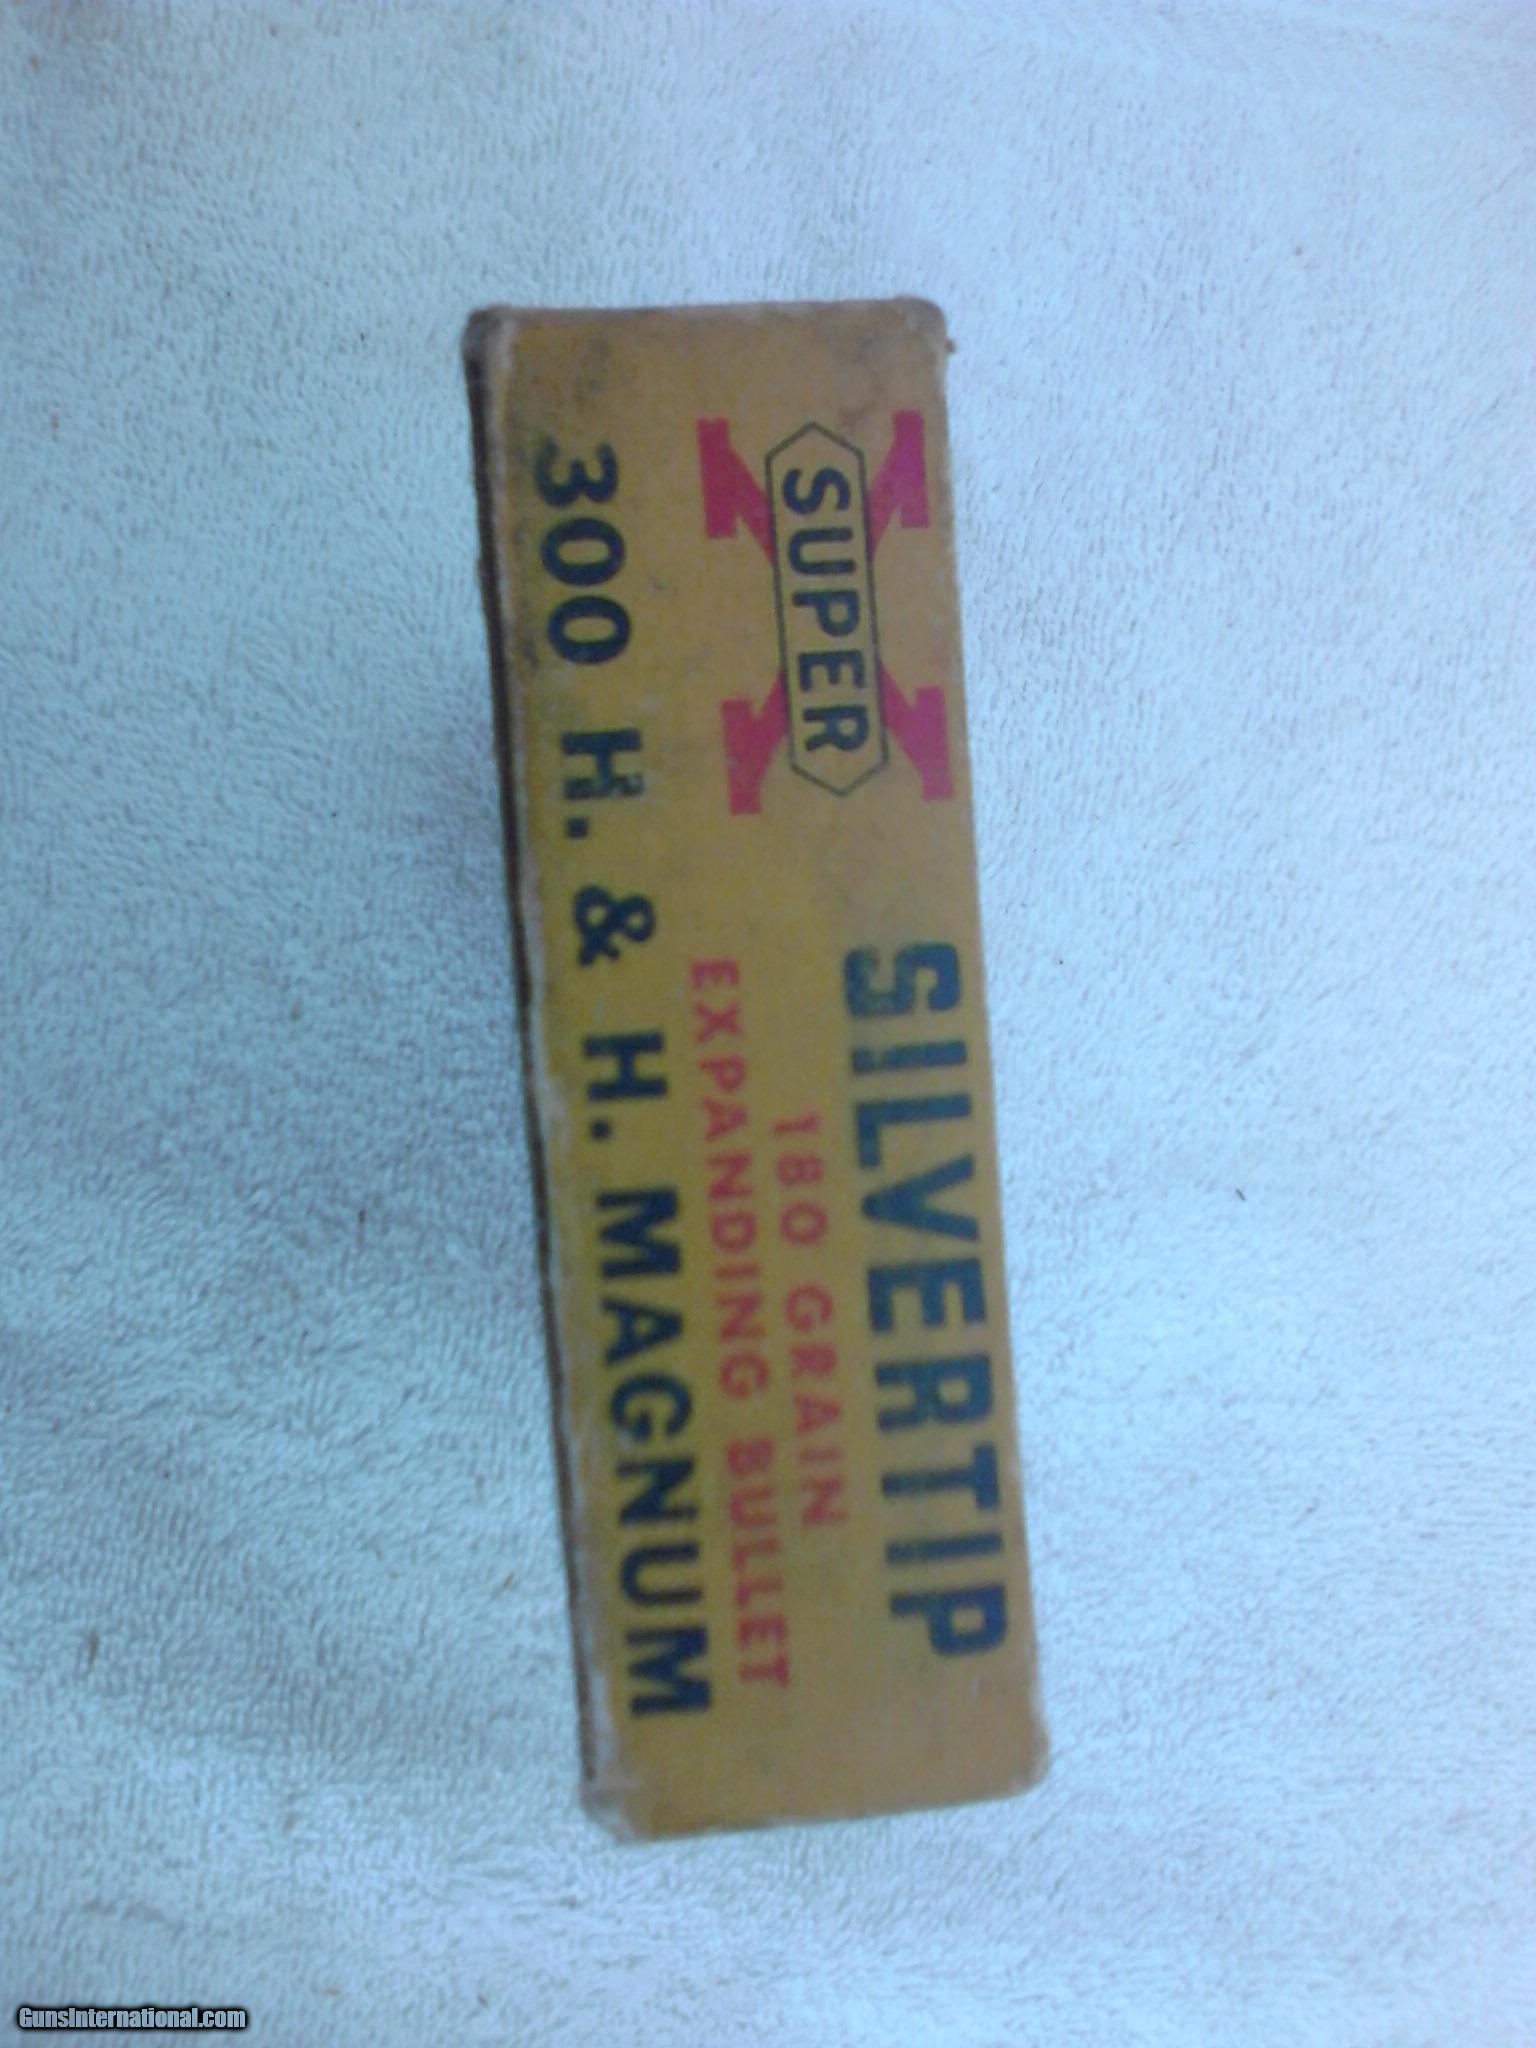 SUPER X
SILVERTIP
180 GRAIN
EXPANDING BULLET
300 H. & H. MAGNUM
GunsInternational.com